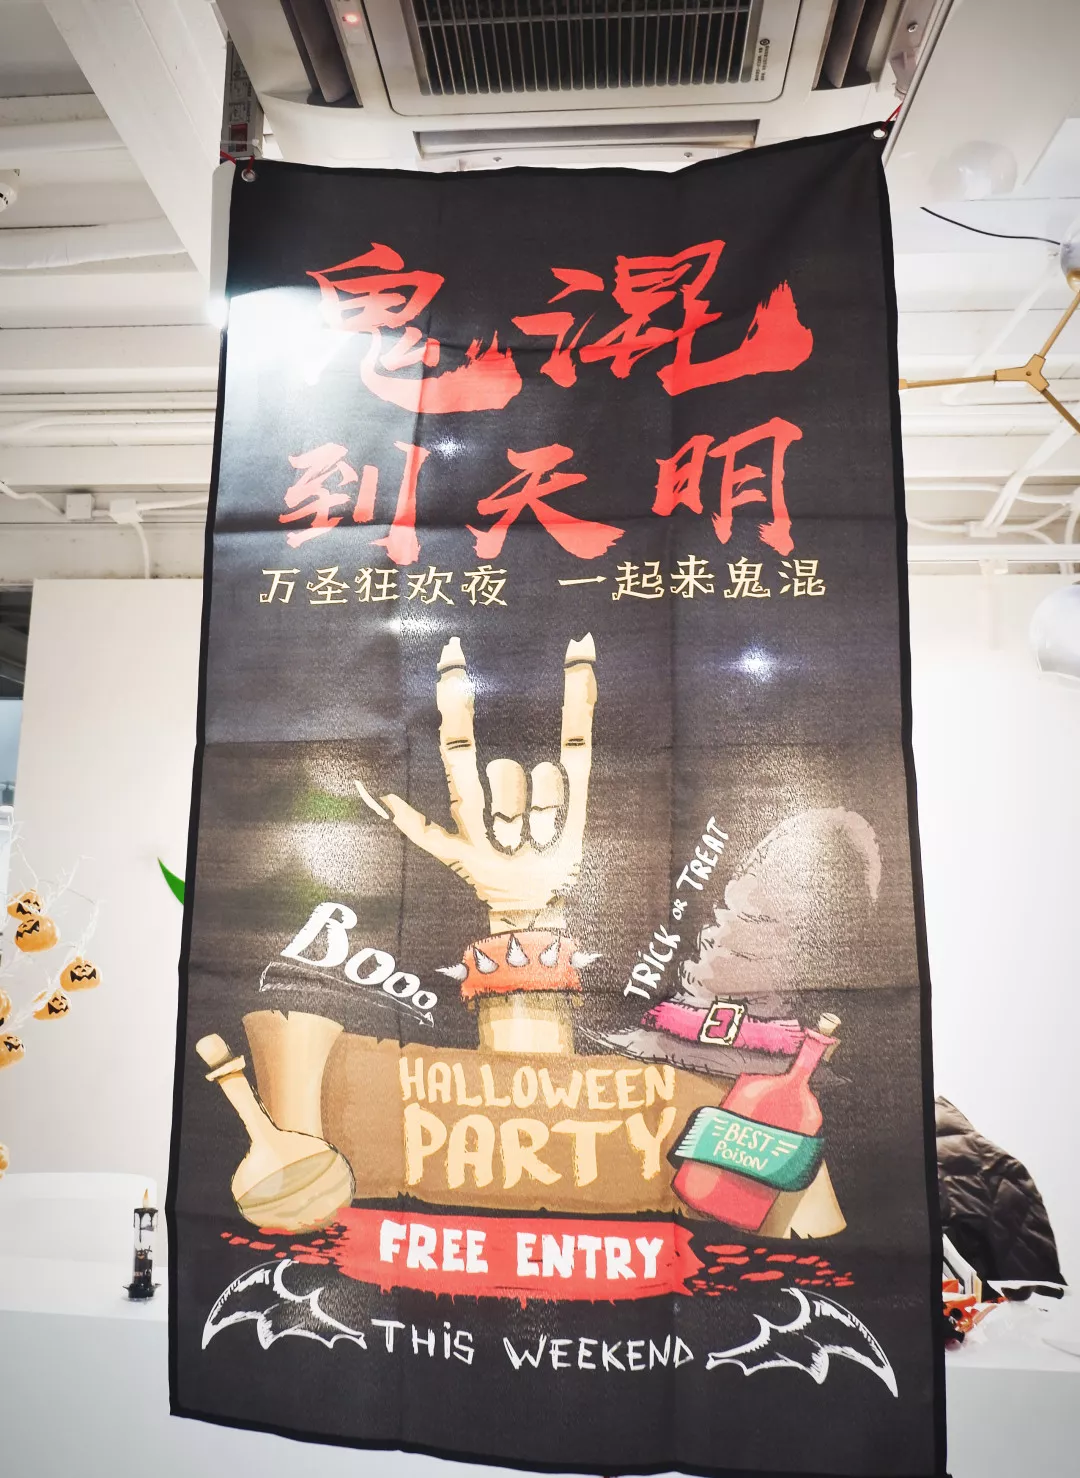 鬼混
到天明
万圣狂欢夜 一起来鬼混
Booo
TRICK OR TREAT
HALLOWEEN
PARTY
BEST
POISON
FREE ENTRY
THIS WEEKEND